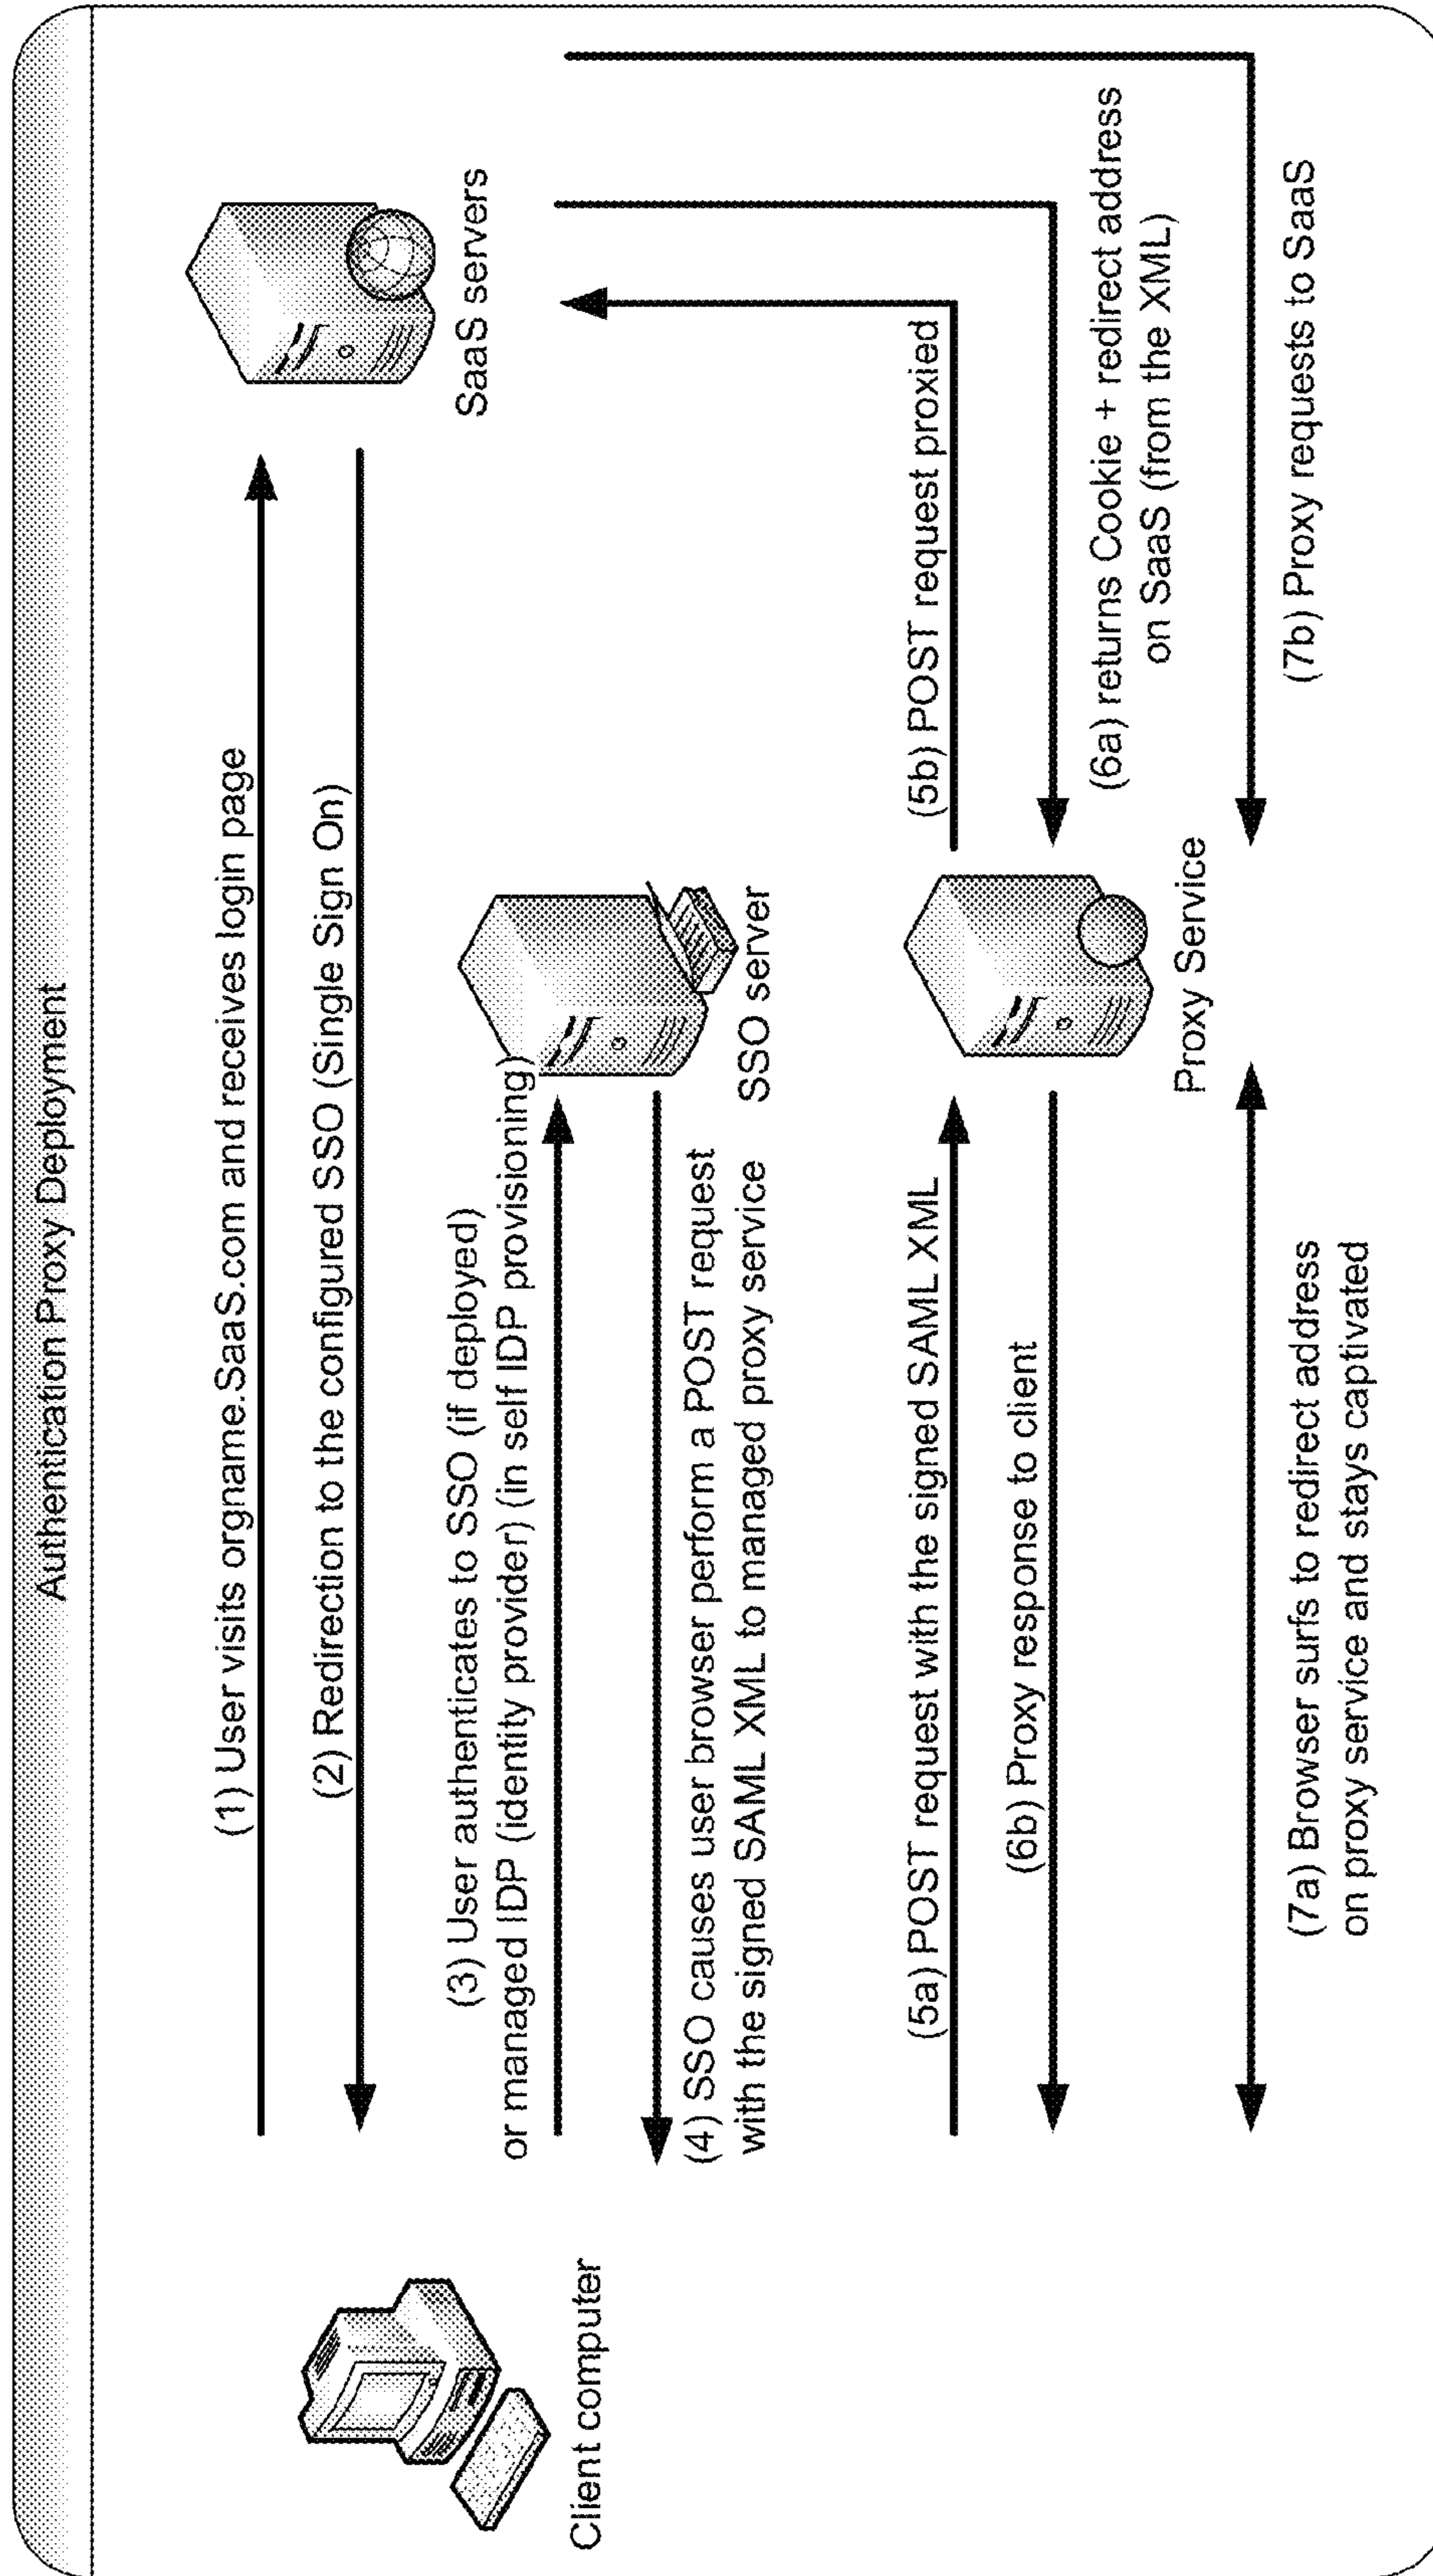 Authentication Proxy Deployment
(1) User visits orgname.SaaS.com and receives login page
(2) Redirection to the configured SSO (Single Sign On)
SaaS servers
Client computer
(3) User authenticates to SSO (if deployed)
or managed IDP (identity provider) (in self IDP provisioning)
(4) SSO causes user browser perform a POST request
with the signed SAML XML to managed proxy service
SSO server
(5a) POST request with the signed SAML XML
(5b) POST request proxied
(6b) Proxy response to client
(6a) returns Cookie + redirect address
on SaaS (from the XML)
Proxy Service
(7a) Browser surfs to redirect address
on proxy service and stays captivated
(7b) Proxy requests to SaaS